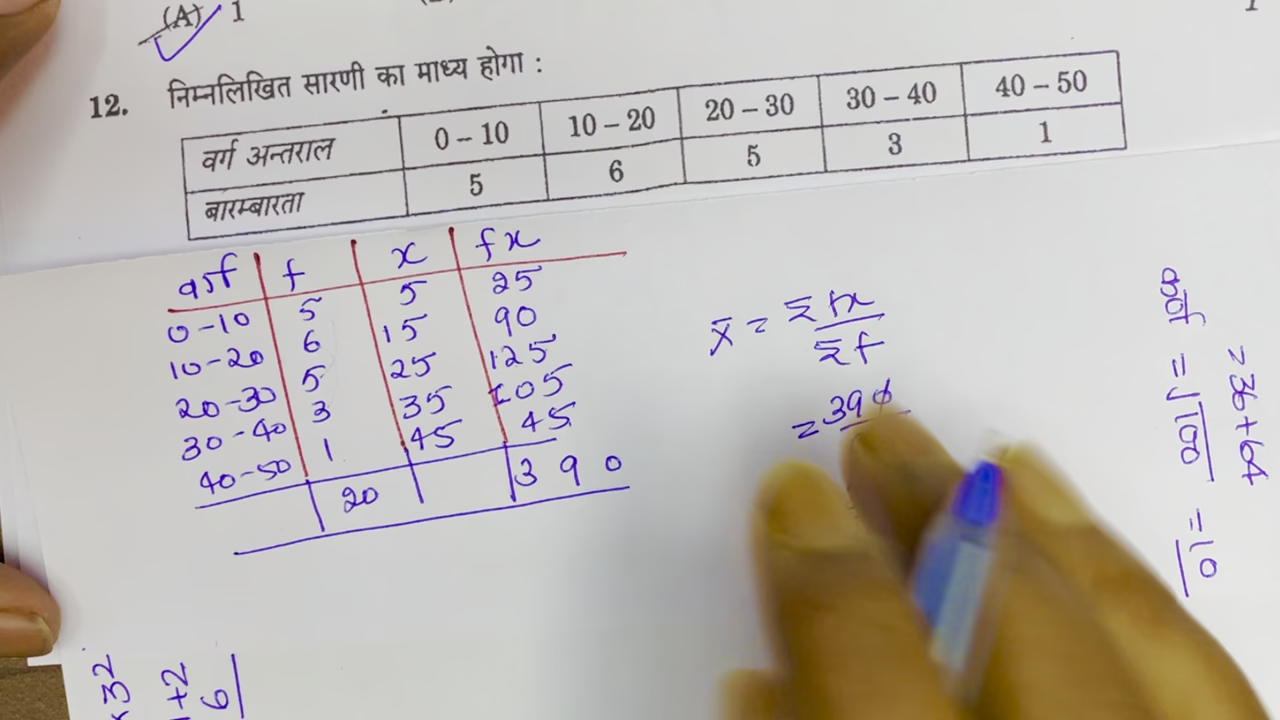 (A) 1
12. निम्नलिखित सारणी का माध्य होगा :
वर्ग अन्तराल 0 – 10 10 – 20 20 – 30 30 – 40 40 – 50
बारम्बारता 5 6 5 3 1
f x fx
0-10 5 5 25
10-20 6 15 90
20-30 5 25 125
30-40 3 35 105
40-50 1 45 45
20 390
x̄ = Σfx
Σf
= 390
= 36+64
= √100 = 10